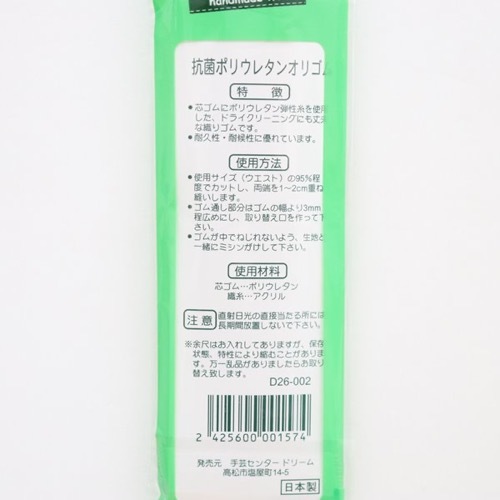 handmade
抗菌ポリウレタンオリゴム
特 徴
●芯ゴムにポリウレタン弾性糸を使用
した、ドライクリーニングにも丈夫
な織りゴムです。
●耐久性・耐候性に優れています。
使用方法
●使用サイズ(ウエスト)の95%程
度でカットし、両端を1~2cm重ね
縫いします。
●ゴム通し部分はゴムの幅より3mm
程広めにし、取り替え口を作って下
さい。
●ゴムが中でねじれないよう、生地と
一緒にミシンがけして下さい。
使用材料
芯ゴム…ポリウレタン
織糸…アクリル
注意
直射日光の直接当たる所には
長期間放置しないで下さい。
※余尺はお入れしてありますが、保存
状態、特性により縮むことがありま
す。万一乱品がありましたらお取り
替え致します。
D26-002
2 425600 001574
発売元 手芸センター ドリーム
高松市塩屋町14-5
日本製